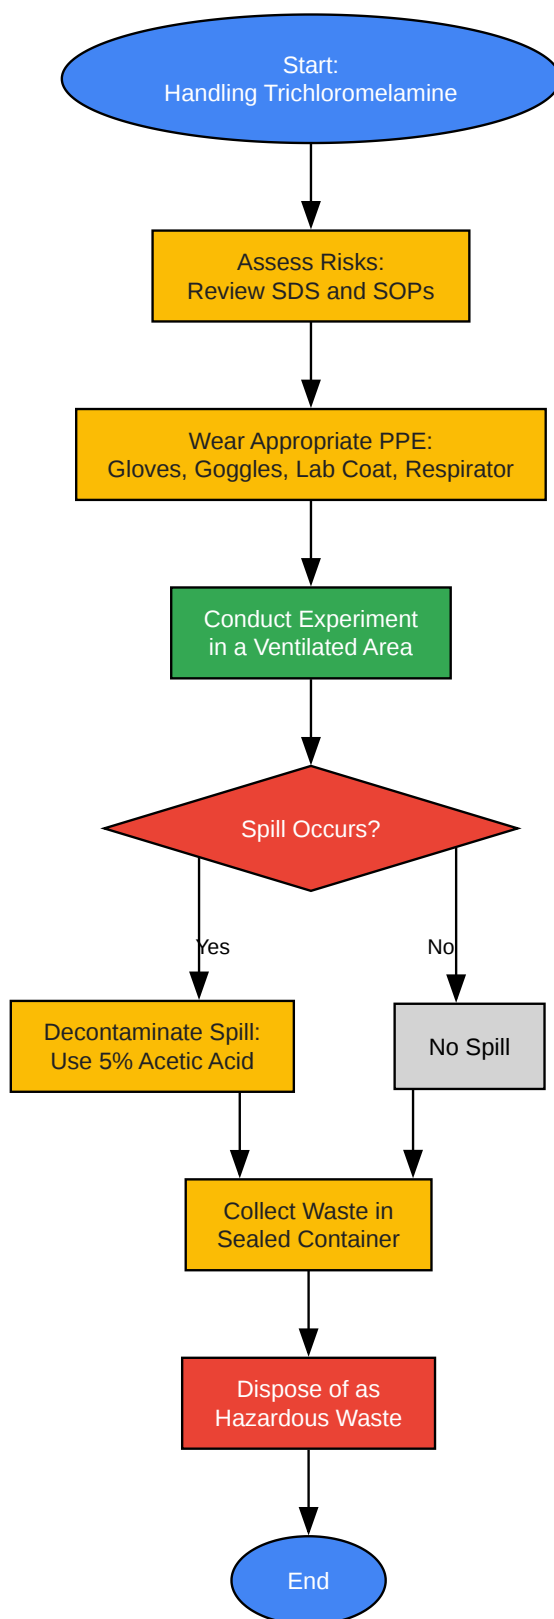 Start:
Handling Trichloromelamine
Assess Risks:
Review SDS and SOPs
Wear Appropriate PPE:
Gloves, Goggles, Lab Coat, Respirator
Conduct Experiment
in a Ventilated Area
Spill Occurs?
Yes
No
Decontaminate Spill:
Use 5% Acetic Acid
No Spill
Collect Waste in
Sealed Container
Dispose of as
Hazardous Waste
End